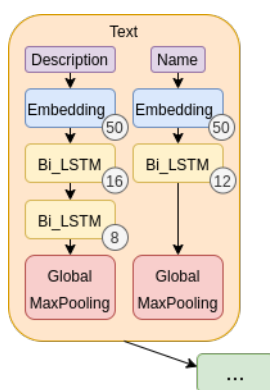 Text
Description
Embedding
50
Bi_LSTM
16
Bi_LSTM
8
Global
MaxPooling
Name
Embedding
50
Bi_LSTM
12
Global
MaxPooling
...